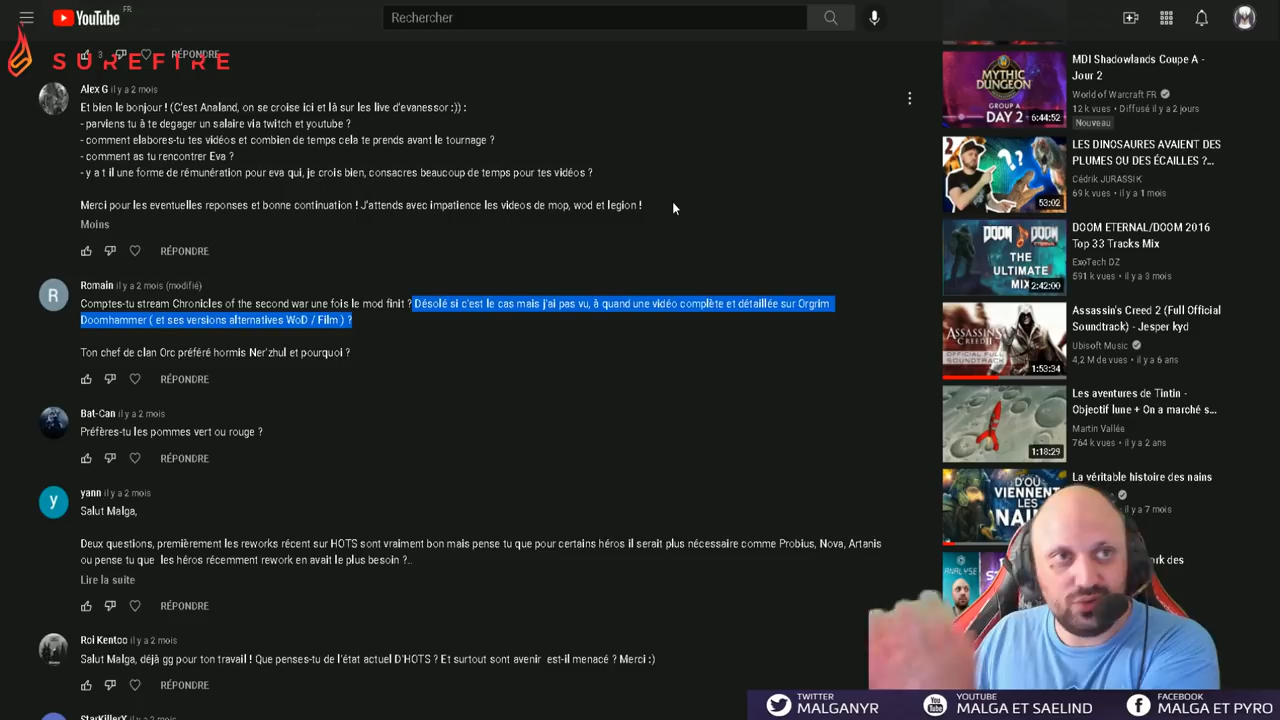 YouTube FR
Rechercher
3 RÉPONDRE
SUREFIRE
Alex G il y a 2 mois
Et bien le bonjour ! (C'est Analand, on se croise ici et là sur les live d'evanessor :)) :
- parviens tu à te degager un salaire via twitch et youtube ?
- comment elabores-tu tes vidéos et combien de temps cela te prends avant le tournage ?
- comment as tu rencontrer Eva ?
- y a t il une forme de rémunération pour eva qui, je crois bien, consacres beaucoup de temps pour tes vidéos ?
Merci pour les eventuelles reponses et bonne continuation ! J'attends avec impatience les videos de mop, wod et legion !
Moins
RÉPONDRE
Romain il y a 2 mois (modifié)
Comptes-tu stream Chronicles of the second war une fois le mod finit ? Désolé si c'est le cas mais j'ai pas vu, à quand une vidéo complète et détaillée sur Orgrim
Doomhammer ( et ses versions alternatives WoD / Film ) ?
Ton chef de clan Orc préféré hormis Ner'zhul et pourquoi ?
RÉPONDRE
Bat-Can il y a 2 mois
Préfères-tu les pommes vert ou rouge ?
RÉPONDRE
yann il y a 2 mois
Salut Malga,
Deux questions, premièrement les reworks récent sur HOTS sont vraiment bon mais pense tu que pour certains héros il serait plus nécessaire comme Probius, Nova, Artanis
ou pense tu que les héros récemment rework en avait le plus besoin ?..
Lire la suite
RÉPONDRE
Roi Kentoo il y a 2 mois
Salut Malga, déjà gg pour ton travail ! Que penses-tu de l'état actuel D'HOTS ? Et surtout sont avenir est-il menacé ? Merci :)
RÉPONDRE
StarKillerX il y a 2 mois
MYTHIC
DUNGEON
GROUP A
DAY 2
6:44:52
MDI Shadowlands Coupe A -
Jour 2
World of Warcraft FR
12 k vues • Diffusé il y a 2 jours
Nouveau
53:02
LES DINOSAURES AVAIENT DES
PLUMES OU DES ÉCAILLES ?...
Cédrik JURASSIK
69 k vues • il y a 1 mois
DOOM DOOM
THE
ULTIMATE
2:42:00
DOOM ETERNAL/DOOM 2016
Top 33 Tracks Mix
ExoTech DZ
591 k vues • il y a 3 mois
ASSASSIN'S
CREED II
OFFICIAL FULL
SOUNDTRACK
1:53:34
Assassin's Creed 2 (Full Official
Soundtrack) - Jesper kyd
Ubisoft Music
4,2 M de vues • il y a 6 ans
1:18:29
Les aventures de Tintin -
Objectif lune + On a marché s...
Martin Vallée
764 k vues • il y a 2 ans
D'OÙ
VIENNENT
LES
La véritable histoire des nains
il y a 7 mois
ANALYSE
des
TWITTER
MALGANYR
YOUTUBE
MALGA ET SAELIND
FACEBOOK
MALGA ET PYRO